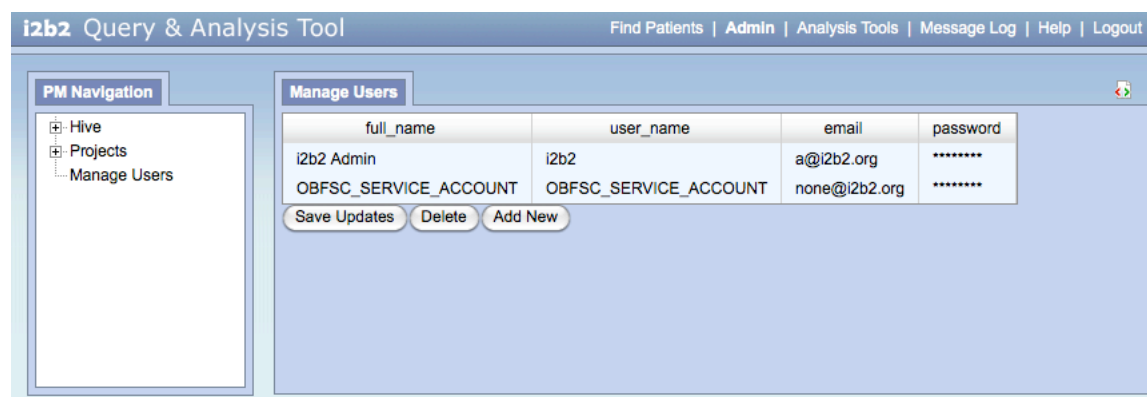 i2b2 Query & Analysis Tool Find Patients | Admin | Analysis Tools | Message Log | Help | Logout
PM Navigation
Hive
Projects
Manage Users
Manage Users
full_name user_name email password
i2b2 Admin i2b2 a@i2b2.org ********
OBFSC_SERVICE_ACCOUNT OBFSC_SERVICE_ACCOUNT none@i2b2.org ********
Save Updates Delete Add New